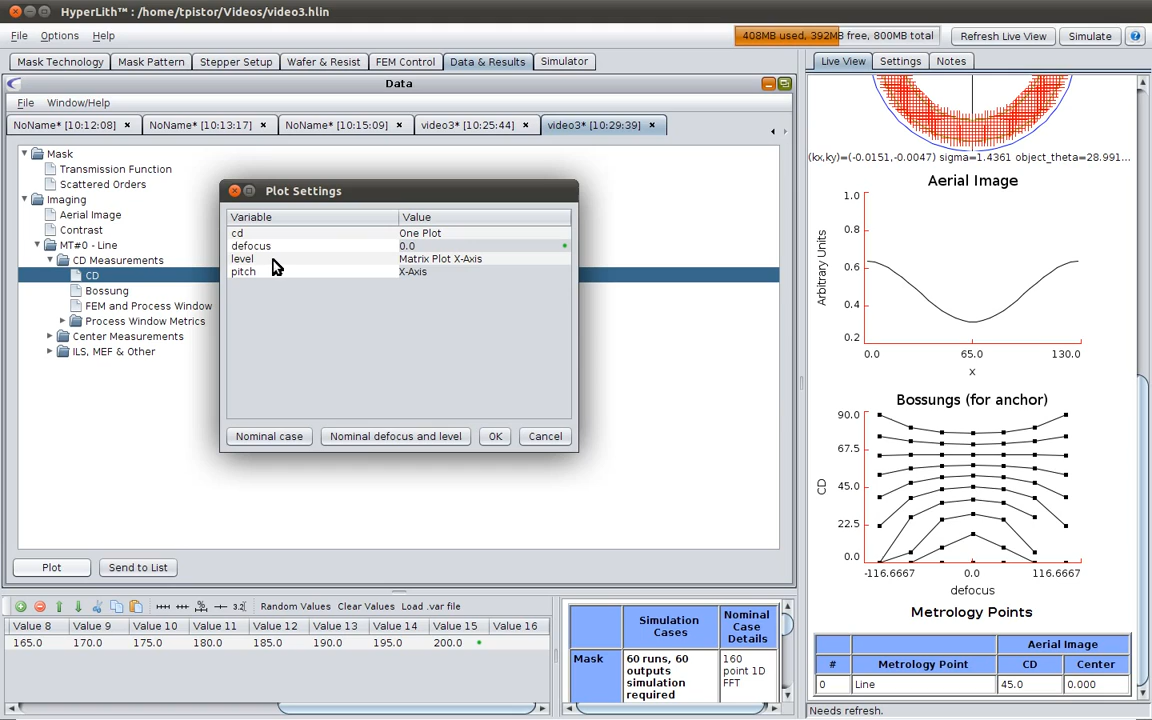 HyperLith™ : /home/tpistor/Videos/video3.hlin
File Options Help
408MB used, 392MB free, 800MB total
Refresh Live View
Simulate
?
Mask Technology
Mask Pattern
Stepper Setup
Wafer & Resist
FEM Control
Data & Results
Simulator
Live View
Settings
Notes
Data
File Window/Help
NoName* [10:12:08]
NoName* [10:13:17]
NoName* [10:15:09]
video3* [10:25:44]
video3* [10:29:39]
Mask
Transmission Function
Scattered Orders
Imaging
Aerial Image
Contrast
MT#0 - Line
CD Measurements
CD
Bossung
FEM and Process Window
Process Window Metrics
Center Measurements
ILS, MEF & Other
Plot Settings
Variable Value
cd One Plot
defocus 0.0
level Matrix Plot X-Axis
pitch X-Axis
Nominal case
Nominal defocus and level
OK
Cancel
Plot
Send to List
Random Values Clear Values Load .var file
3.2(
Value 8 Value 9 Value 10 Value 11 Value 12 Value 13 Value 14 Value 15 Value 16
165.0 170.0 175.0 180.0 185.0 190.0 195.0 200.0
Simulation Cases
Nominal Case Details
Mask
60 runs, 60 outputs simulation required
160 point 1D FFT
(kx,ky)=(-0.0151,-0.0047) sigma=1.4361 object_theta=28.991...
Aerial Image
1.0
0.8
0.6
0.4
0.2
Arbitrary Units
0.0 65.0 130.0
x
Bossungs (for anchor)
90.0
67.5
45.0
22.5
0.0
CD
-116.6667 0.0 116.6667
defocus
Metrology Points
Aerial Image
# Metrology Point CD Center
0 Line 45.0 0.000
Needs refresh.